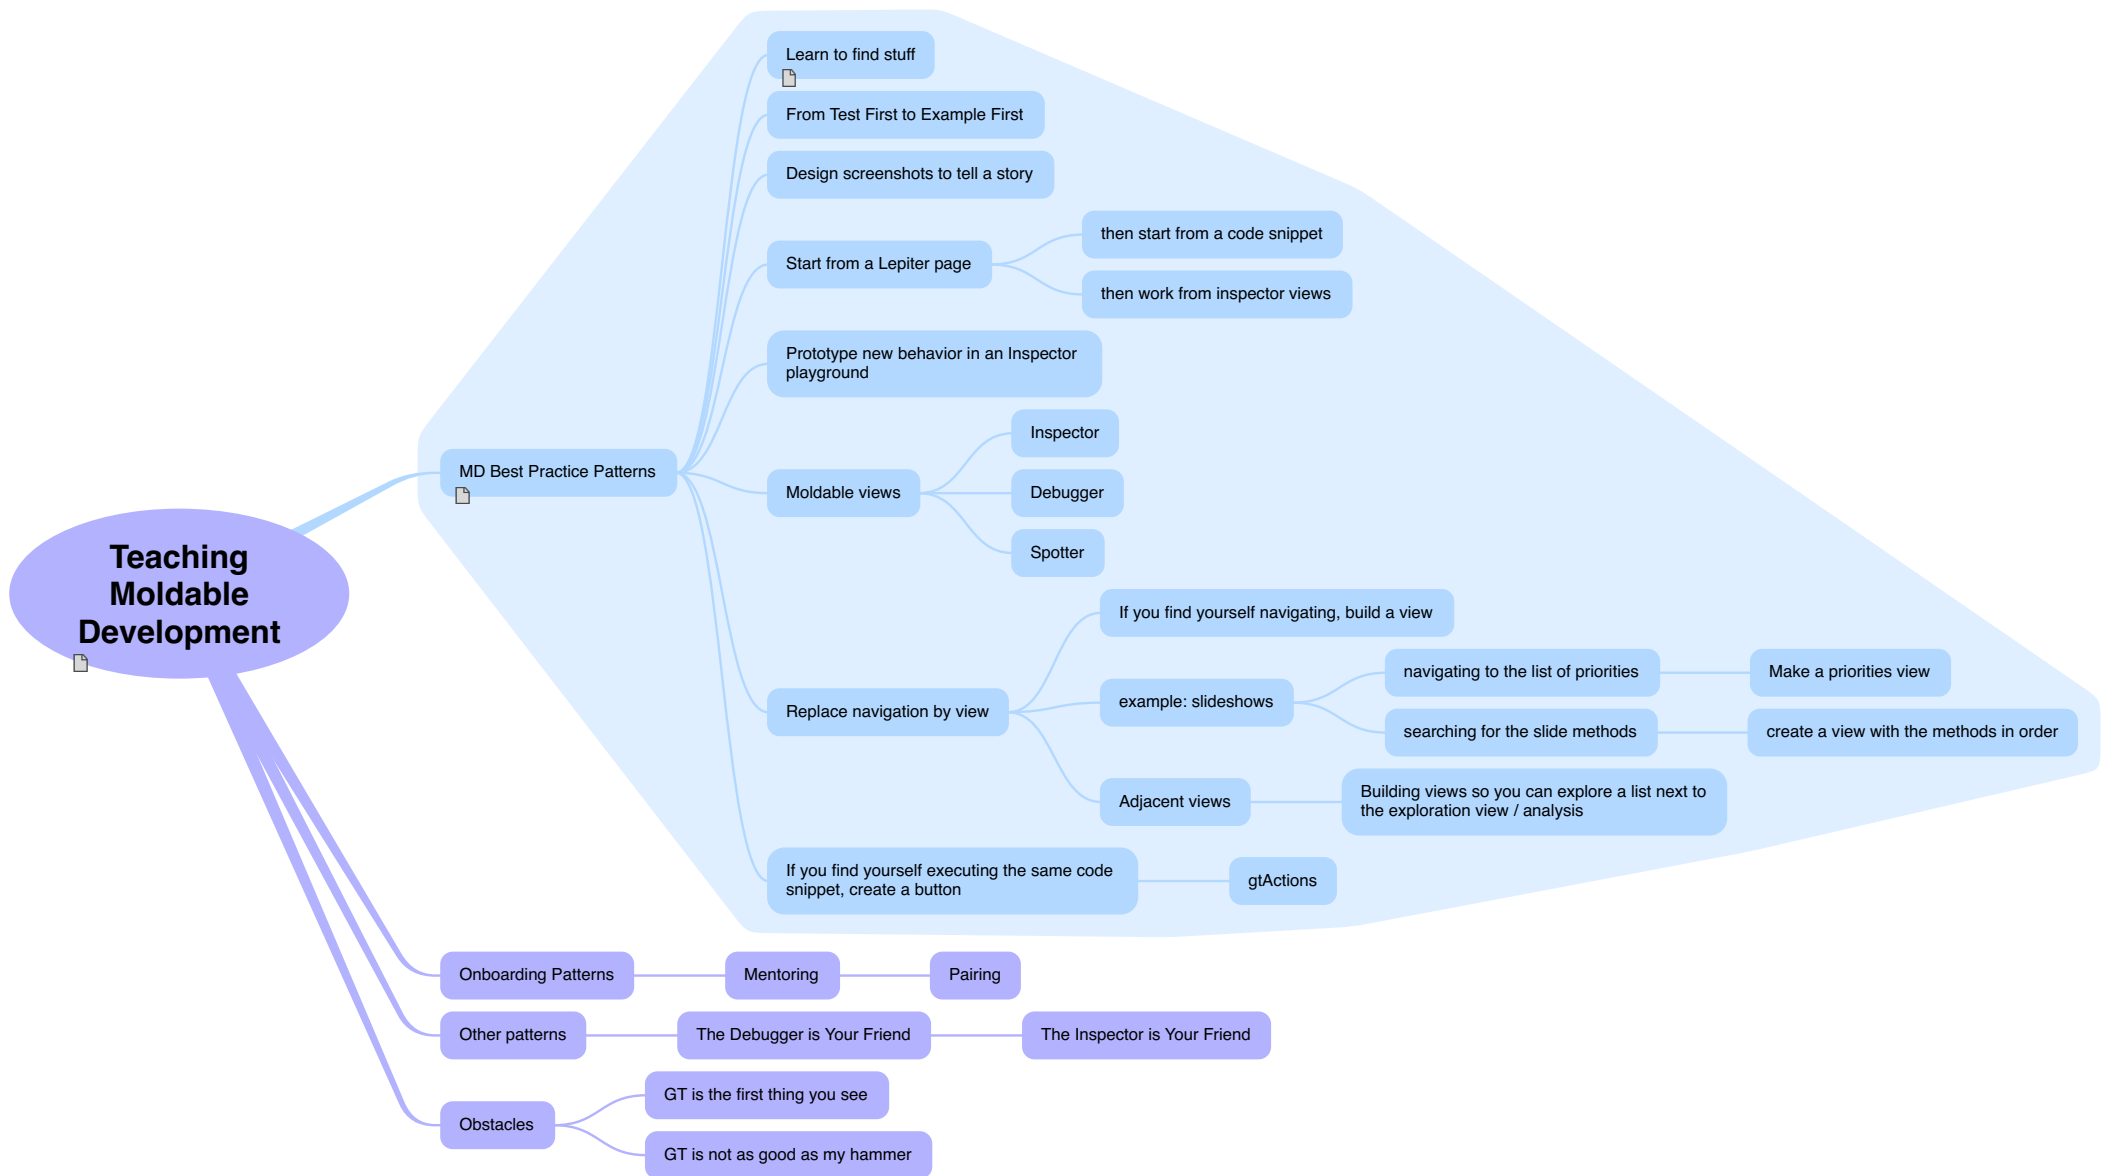 Teaching
Moldable
Development
MD Best Practice Patterns
Learn to find stuff
From Test First to Example First
Design screenshots to tell a story
Start from a Lepiter page
then start from a code snippet
then work from inspector views
Prototype new behavior in an Inspector
playground
Moldable views
Inspector
Debugger
Spotter
Replace navigation by view
If you find yourself navigating, build a view
example: slideshows
navigating to the list of priorities
Make a priorities view
searching for the slide methods
create a view with the methods in order
Adjacent views
Building views so you can explore a list next to
the exploration view / analysis
If you find yourself executing the same code
snippet, create a button
gtActions
Onboarding Patterns
Mentoring
Pairing
Other patterns
The Debugger is Your Friend
The Inspector is Your Friend
Obstacles
GT is the first thing you see
GT is not as good as my hammer